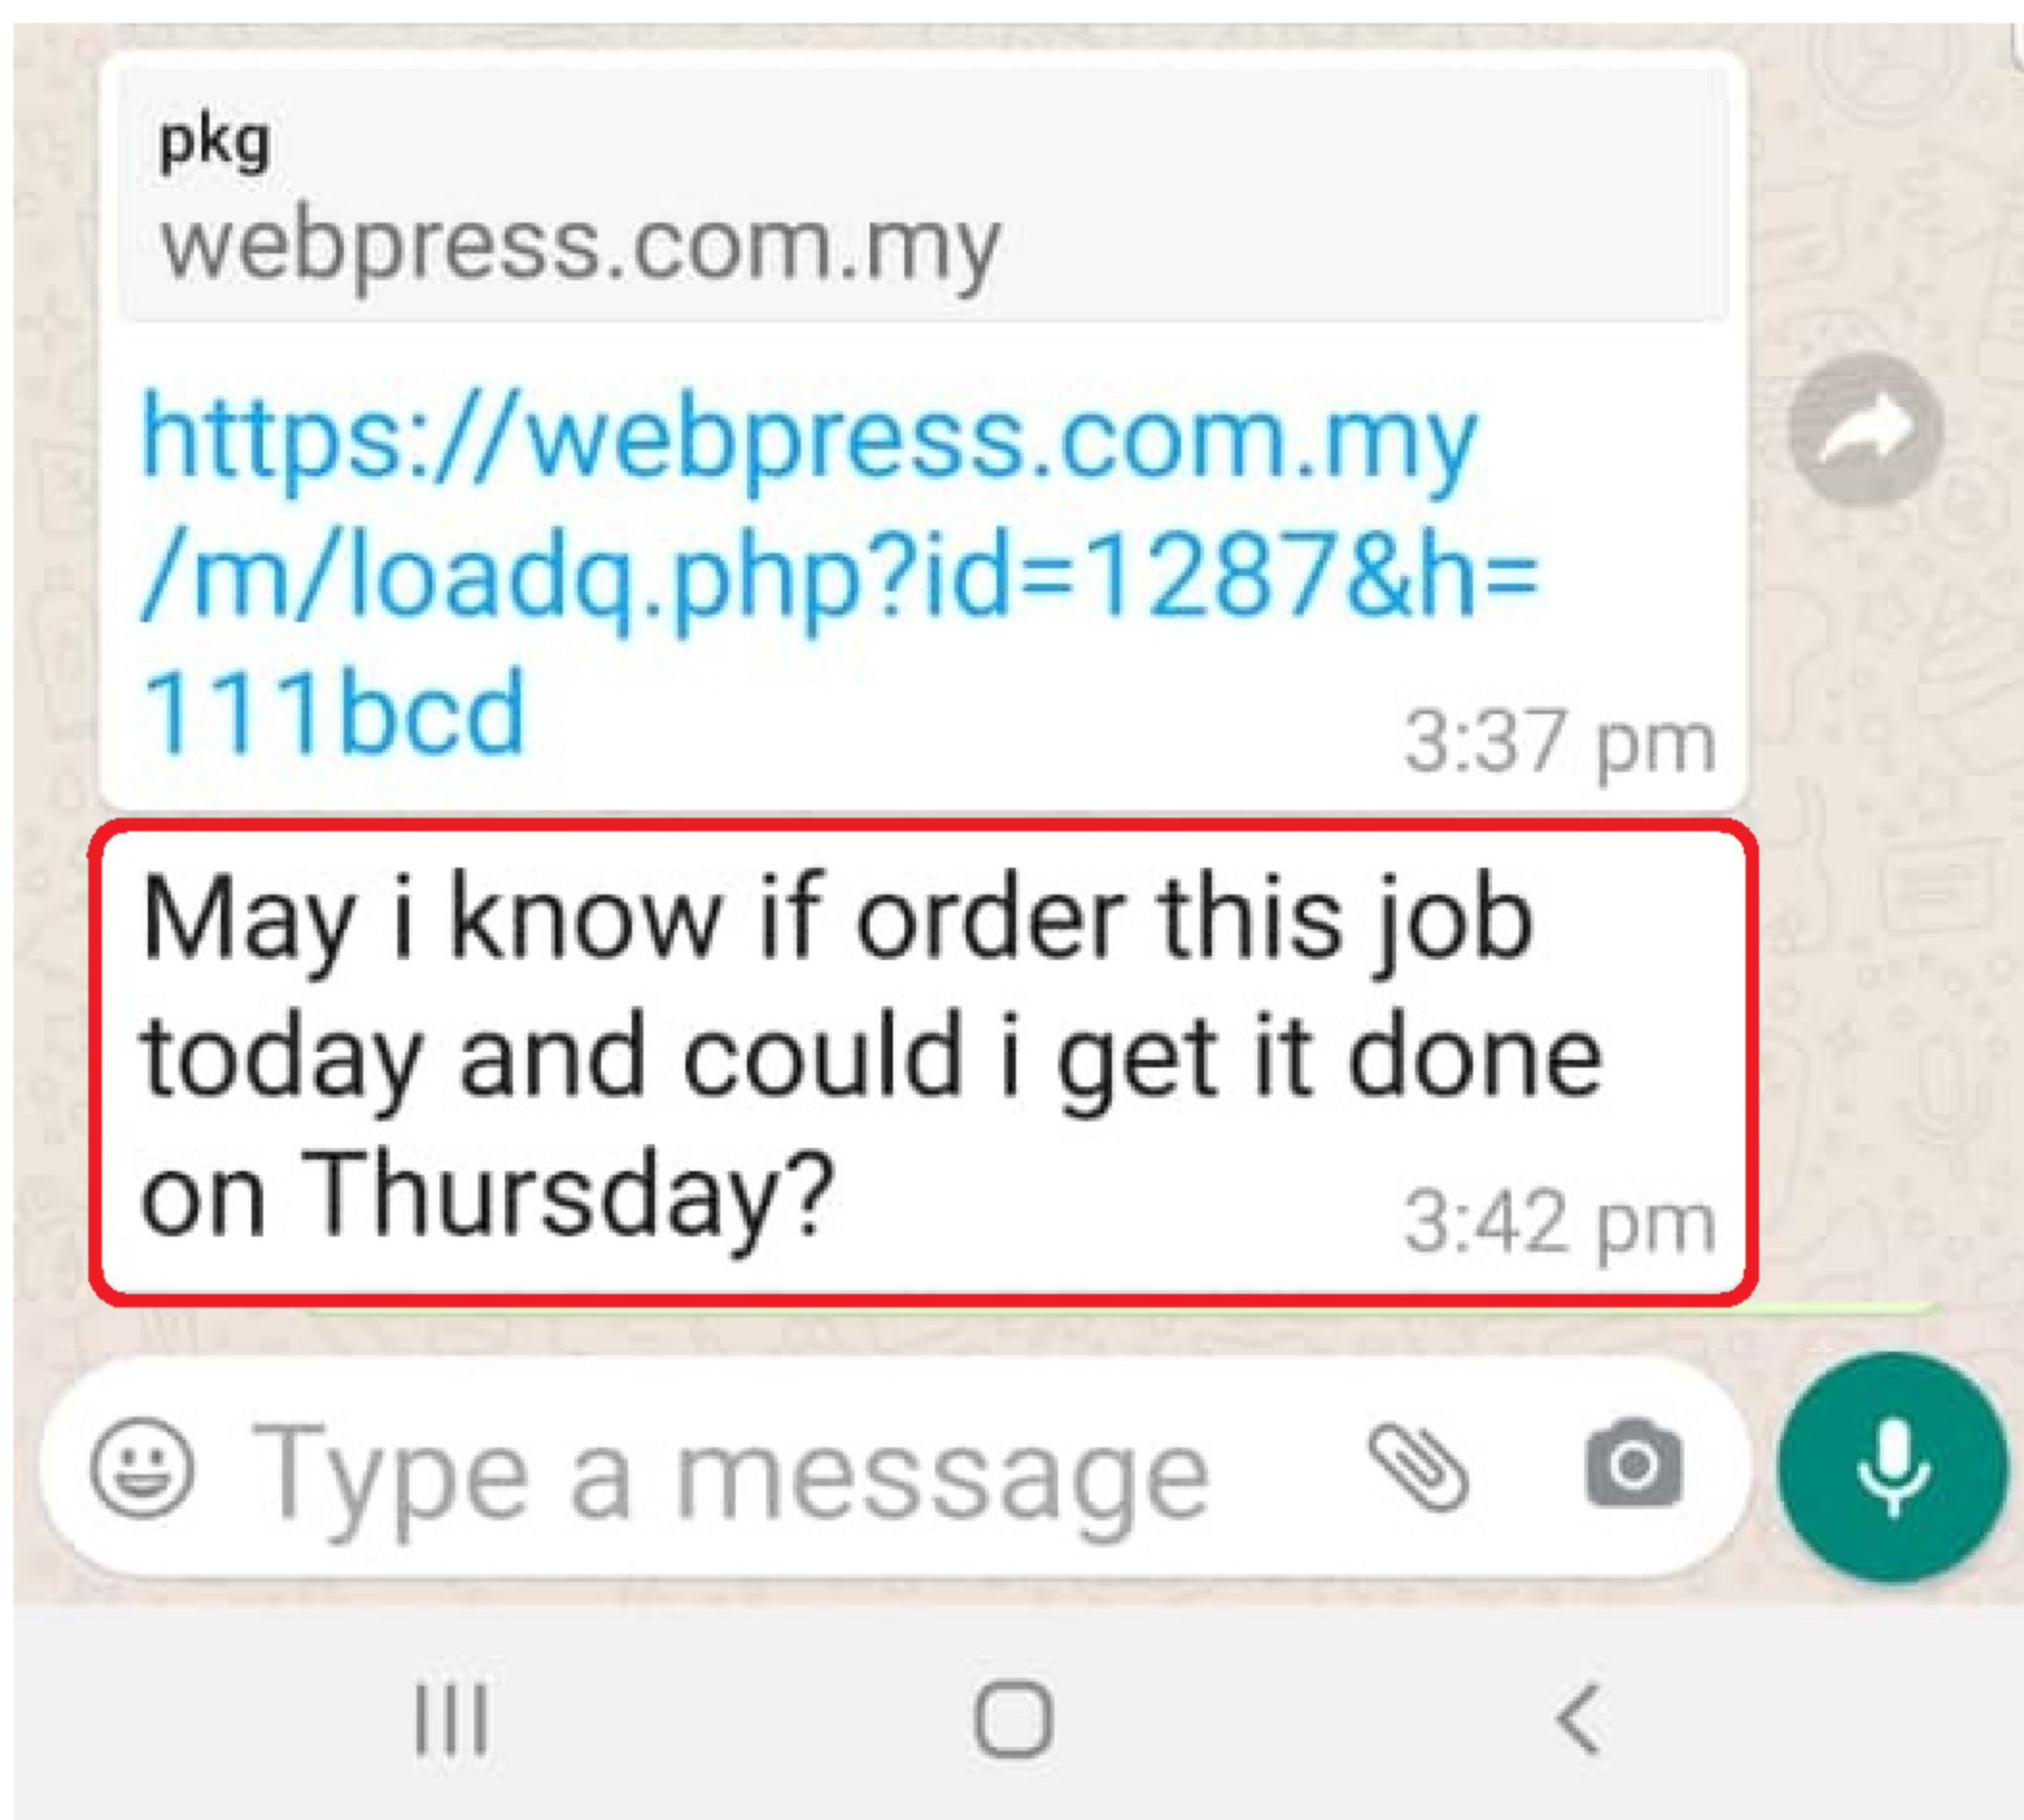 pkg
webpress.com.my
https://webpress.com.my
/m/loadq.php?id=1287&h=
111bcd
3:37 pm
May i know if order this job
today and could i get it done
on Thursday?
3:42 pm
Type a message